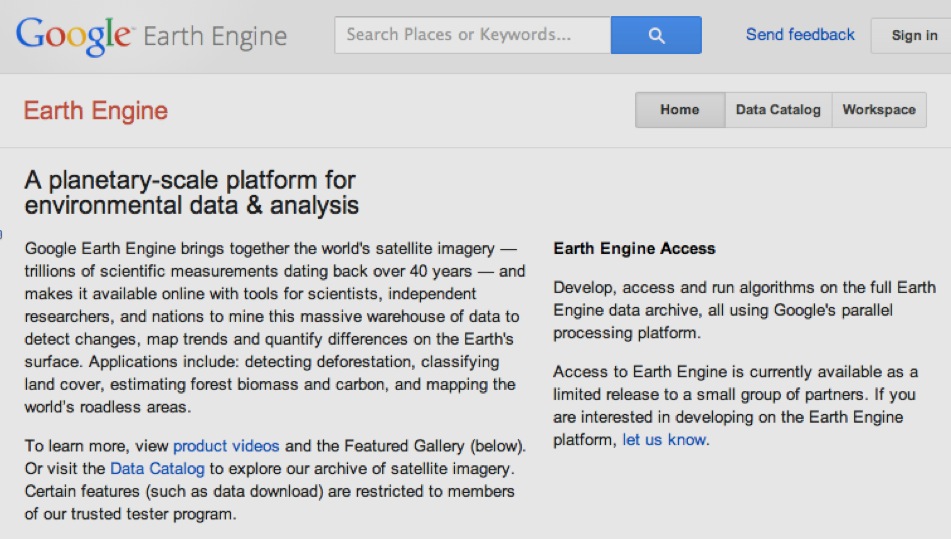 Google Earth Engine
Search Places or Keywords...
Send feedback
Sign in
Earth Engine
Home
Data Catalog
Workspace
A planetary-scale platform for
environmental data & analysis
Google Earth Engine brings together the world's satellite imagery —
trillions of scientific measurements dating back over 40 years — and
makes it available online with tools for scientists, independent
researchers, and nations to mine this massive warehouse of data to
detect changes, map trends and quantify differences on the Earth's
surface. Applications include: detecting deforestation, classifying
land cover, estimating forest biomass and carbon, and mapping the
world's roadless areas.
To learn more, view product videos and the Featured Gallery (below).
Or visit the Data Catalog to explore our archive of satellite imagery.
Certain features (such as data download) are restricted to members
of our trusted tester program.
Earth Engine Access
Develop, access and run algorithms on the full Earth
Engine data archive, all using Google's parallel
processing platform.
Access to Earth Engine is currently available as a
limited release to a small group of partners. If you
are interested in developing on the Earth Engine
platform, let us know.